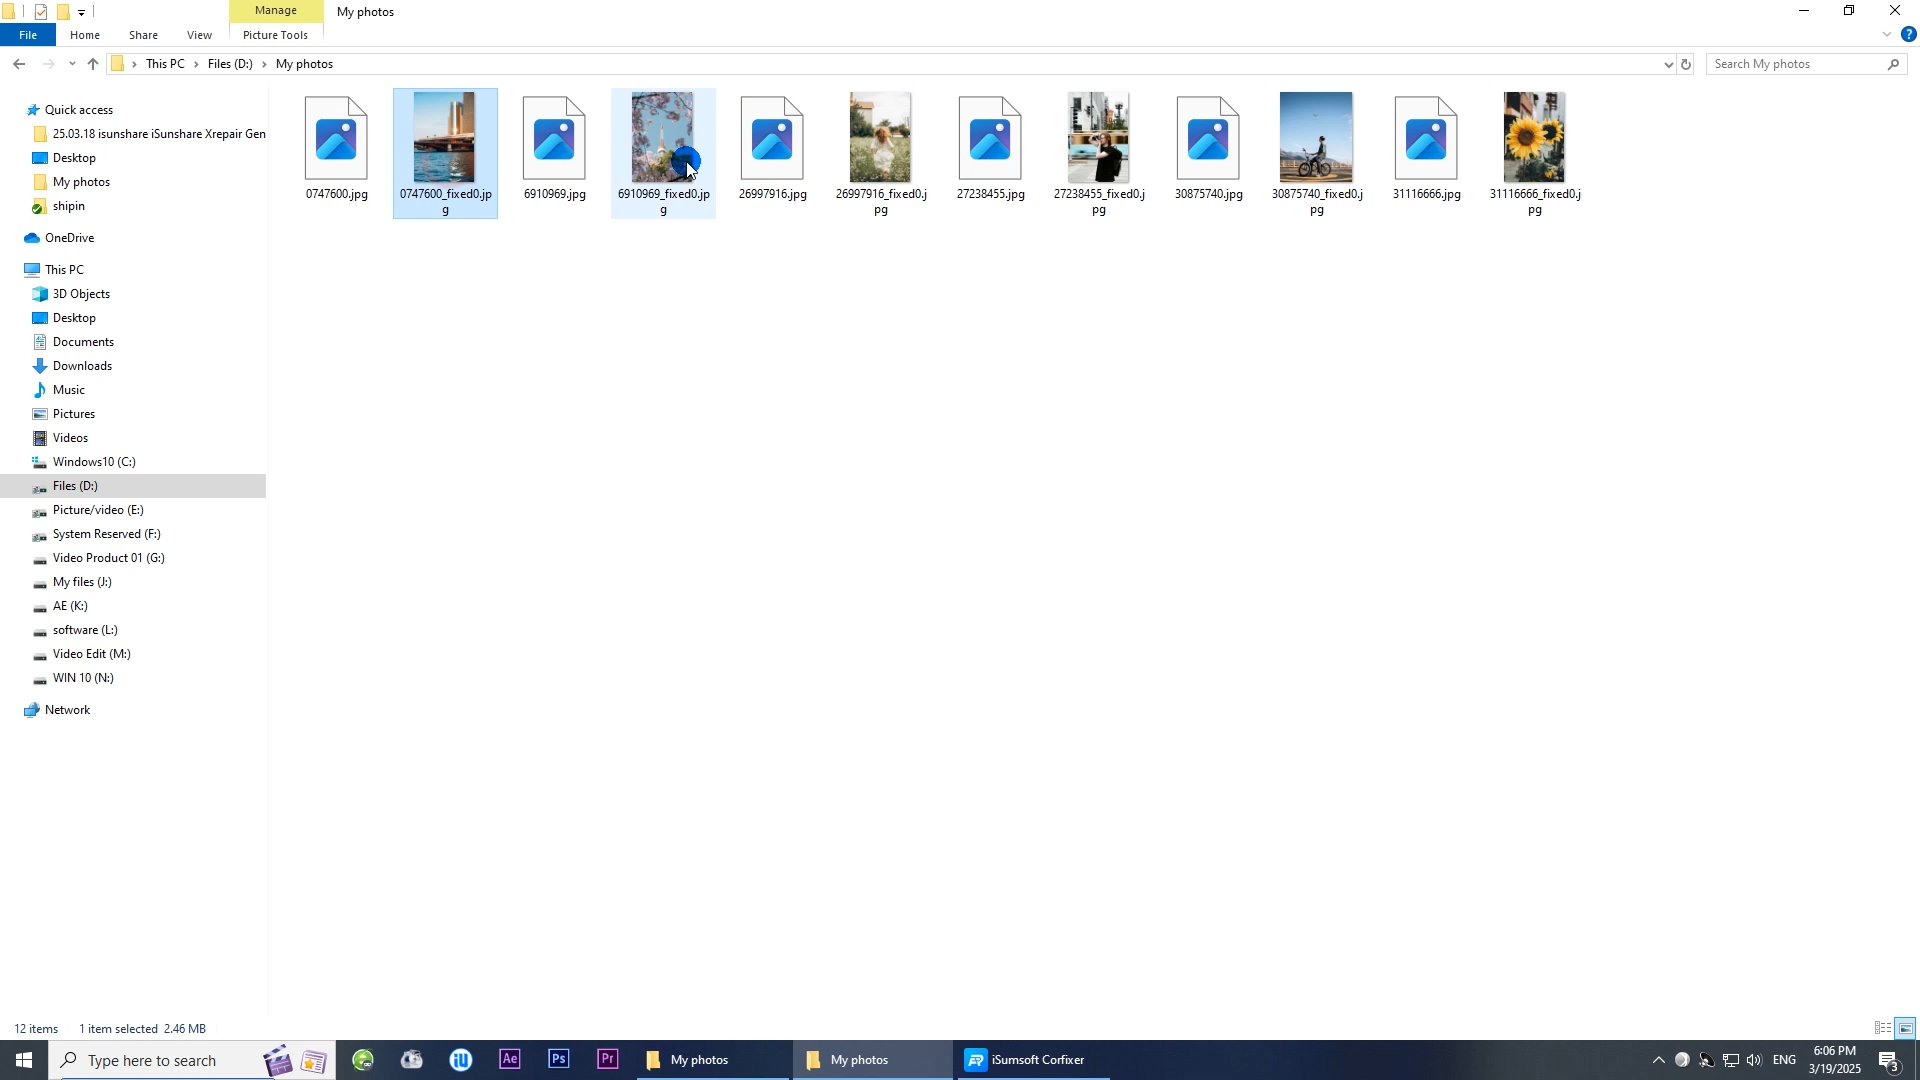 Manage
My photos
File
Home
Share
View
Picture Tools
This PC
Files (D:)
My photos
Search My photos
Quick access
25.03.18 isunshare iSunshare Xrepair Gen
Desktop
My photos
shipin
OneDrive
This PC
3D Objects
Desktop
Documents
Downloads
Music
Pictures
Videos
Windows10 (C:)
Files (D:)
Picture/video (E:)
System Reserved (F:)
Video Product 01 (G:)
My files (J:)
AE (K:)
software (L:)
Video Edit (M:)
WIN 10 (N:)
Network
0747600.jpg
0747600_fixed0.jp
g
6910969.jpg
6910969_fixed0.jp
g
26997916.jpg
26997916_fixed0.j
pg
27238455.jpg
27238455_fixed0.j
pg
30875740.jpg
30875740_fixed0.j
pg
31116666.jpg
31116666_fixed0.j
pg
12 items
1 item selected 2.46 MB
Type here to search
iU
Ae
Ps
Pr
My photos
My photos
iSumsoft Corfixer
ENG
6:06 PM
3/19/2025
3